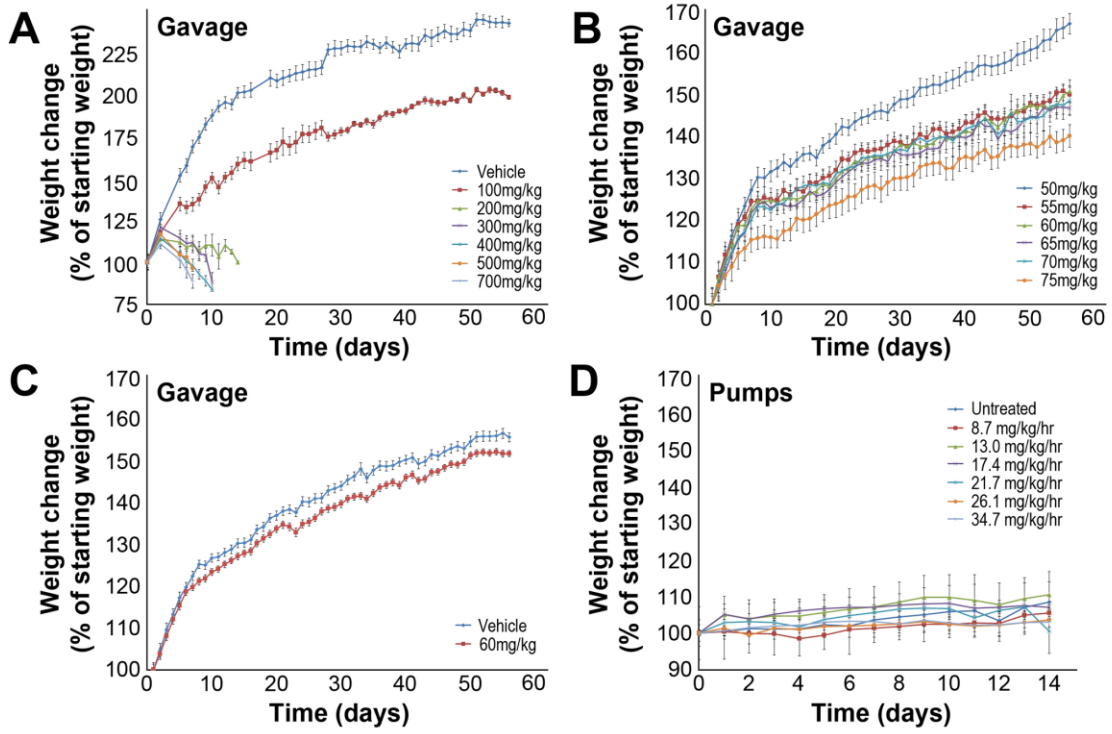 A
Gavage
Weight change
(% of starting weight)
225
200
175
150
125
100
75
0
10
20
30
40
50
60
Time (days)
Vehicle
100mg/kg
200mg/kg
300mg/kg
400mg/kg
500mg/kg
700mg/kg
B
Gavage
Weight change
(% of starting weight)
170
160
150
140
130
120
110
100
0
10
20
30
40
50
60
Time (days)
50mg/kg
55mg/kg
60mg/kg
65mg/kg
70mg/kg
75mg/kg
C
Gavage
Weight change
(% of starting weight)
170
160
150
140
130
120
110
100
0
10
20
30
40
50
60
Time (days)
Vehicle
60mg/kg
D
Pumps
Weight change
(% of starting weight)
170
160
150
140
130
120
110
100
90
0
2
4
6
8
10
12
14
Time (days)
Untreated
8.7 mg/kg/hr
13.0 mg/kg/hr
17.4 mg/kg/hr
21.7 mg/kg/hr
26.1 mg/kg/hr
34.7 mg/kg/hr